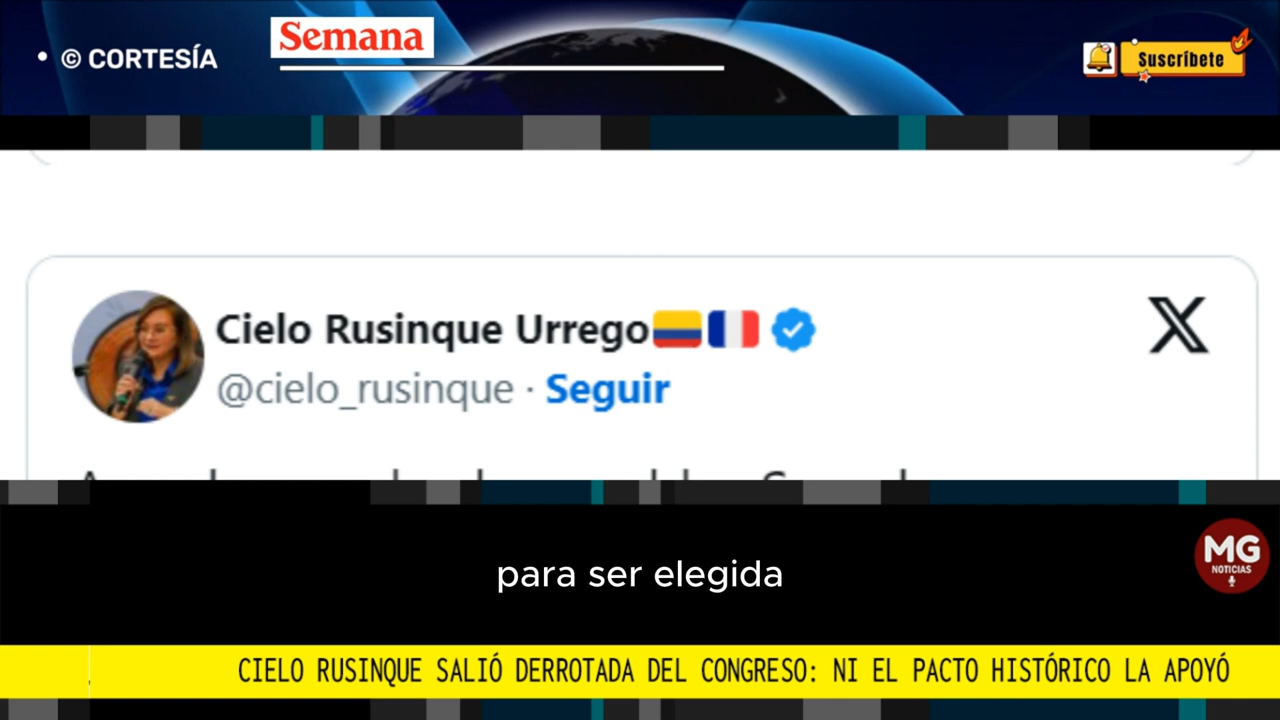 • © CORTESÍA
Semana
Suscríbete
Cielo Rusinque Urrego
@cielo_rusinque · Seguir
para ser elegida
MG
NOTICIAS
CIELO RUSINQUE SALIÓ DERROTADA DEL CONGRESO: NI EL PACTO HISTÓRICO LA APOYÓ